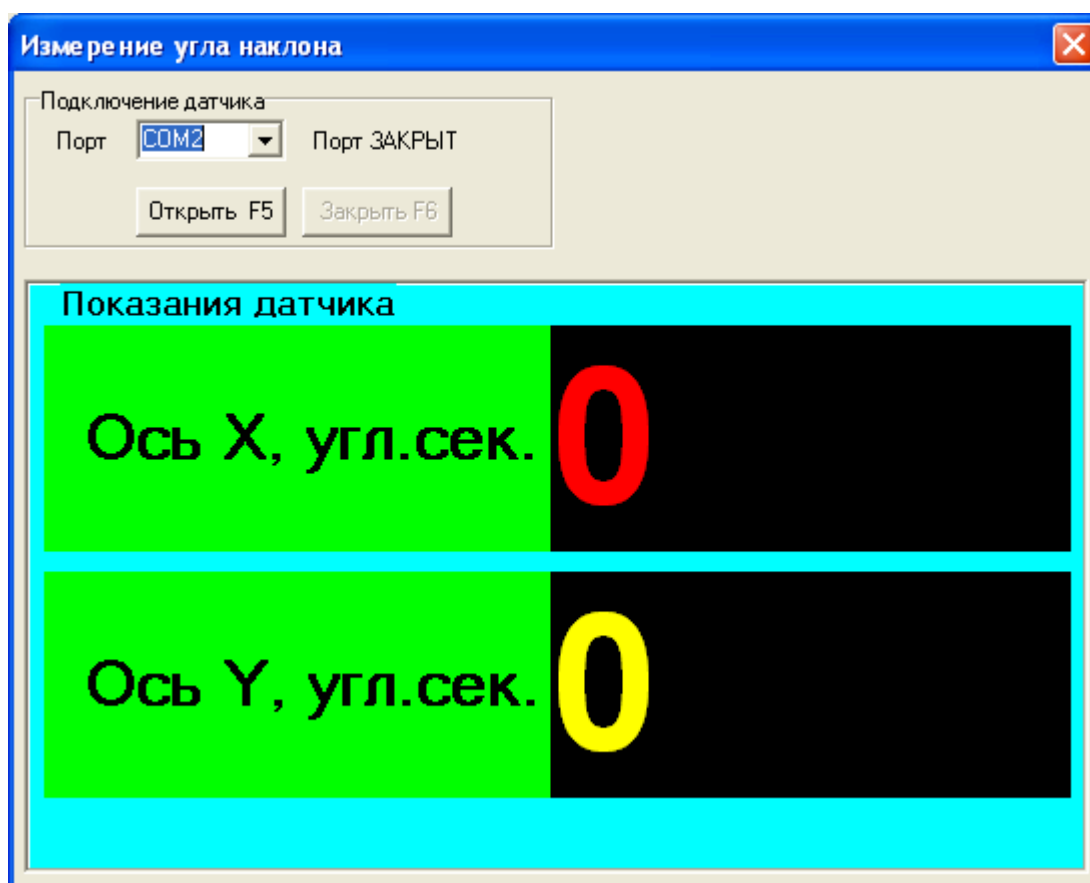 Измерение угла наклона
Подключение датчика
Порт COM2 Порт ЗАКРЫТ
Открыть F5 Закрыть F6
Показания датчика
Ось X, угл.сек. 0
Ось Y, угл.сек. 0